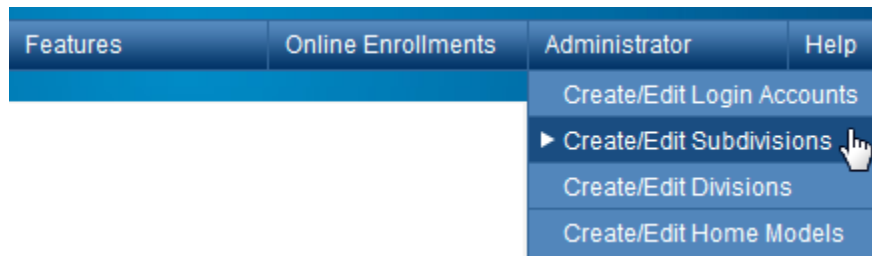 Features Online Enrollments Administrator Help
Create/Edit Login Accounts
Create/Edit Subdivisions
Create/Edit Divisions
Create/Edit Home Models